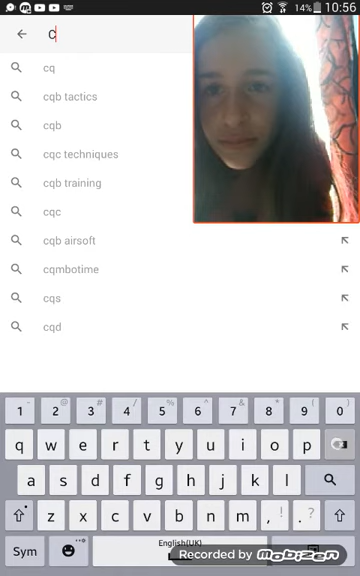 14% 10:56
C
cq
cqb tactics
cqb
cqc techniques
cqb training
cqc
cqb airsoft
cqmbotime
cqs
cqd
1 - 2 @ 3 # 4 / 5 % 6 ^ 7 & 8 * 9 ( 0 )
q w e r t y u i o p
a s d f g h j k l
z x c v b n m , ! . ?
Sym English(UK)
Recorded by mobizen